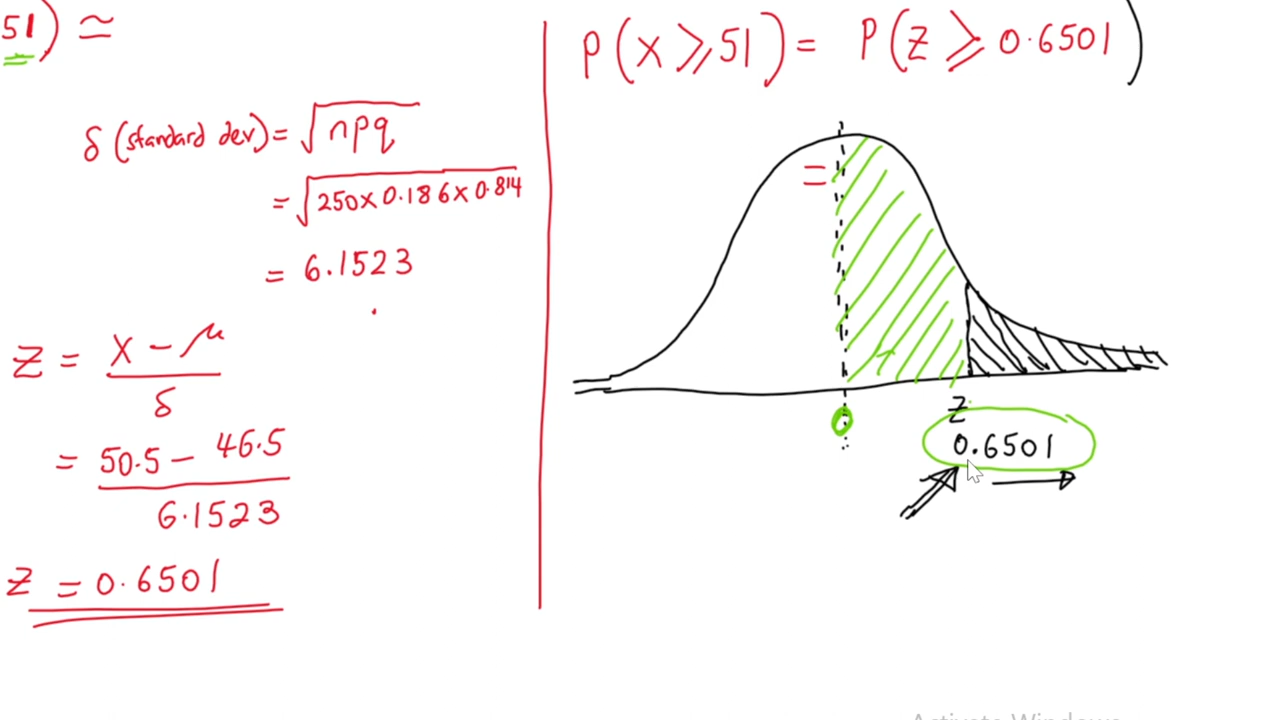 51) ≃
δ (standard dev) = √npq
= √250 x 0.186 x 0.814
= 6.1523
Z = X - μ
δ
= 50.5 - 46.5
6.1523
Z = 0.6501
P(X ⩾ 51) = P(Z ⩾ 0.6501)
=
0
Z
0.6501